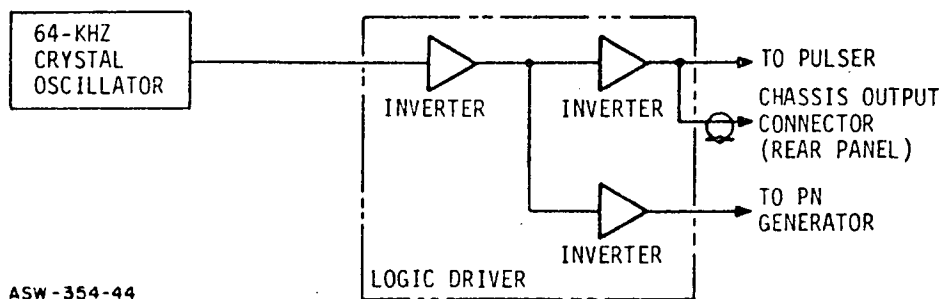 64-KHZ
CRYSTAL
OSCILLATOR
INVERTER
INVERTER
TO PULSER
CHASSIS OUTPUT
CONNECTOR
(REAR PANEL)
INVERTER
TO PN
GENERATOR
LOGIC DRIVER
ASW-354-44